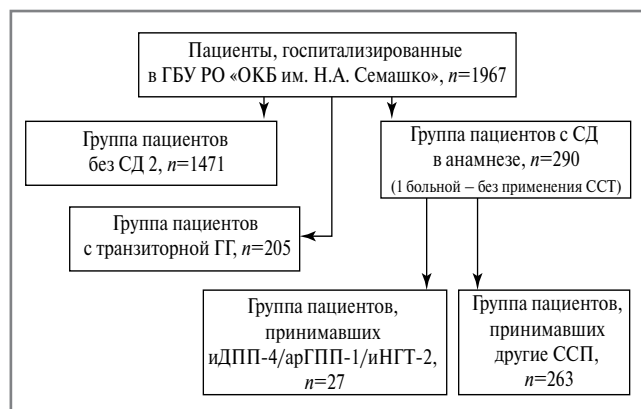 Пациенты, госпитализированные
в ГБУ РО «ОКБ им. Н.А. Семашко», n=1967
Группа пациентов
без СД 2, n=1471
Группа пациентов с СД
в анамнезе, n=290
(1 больной – без применения ССТ)
Группа пациентов
с транзиторной ГГ, n=205
Группа пациентов,
принимавших
иДПП-4/арГПП-1/иНГТ-2,
n=27
Группа пациентов,
принимавших
другие ССП,
n=263